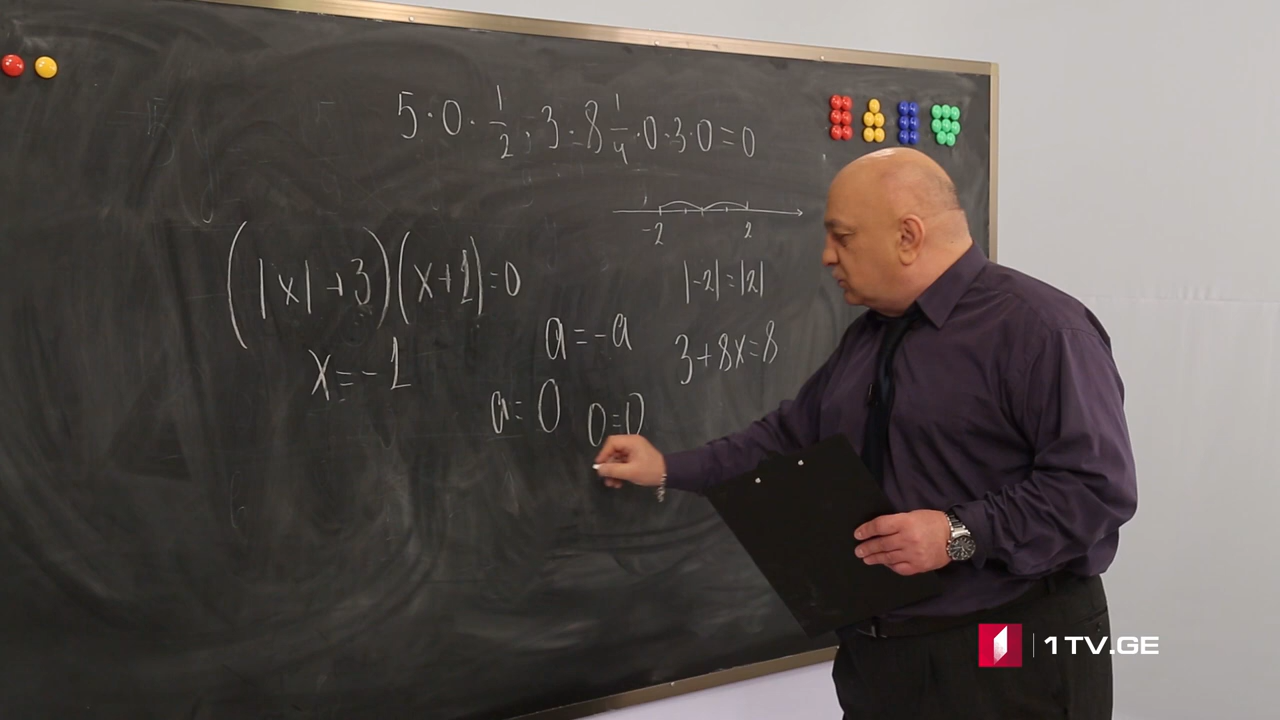 5 · 0 · 1/2 : 3 · 8 1/4 · 0 · 3 · 0 = 0
-2 2
(|x| + 3)(x + 1) = 0
|-2| = |2|
a = -a
3 + 8x = 8
x = -1
a = 0 0 = 0
1TV.GE